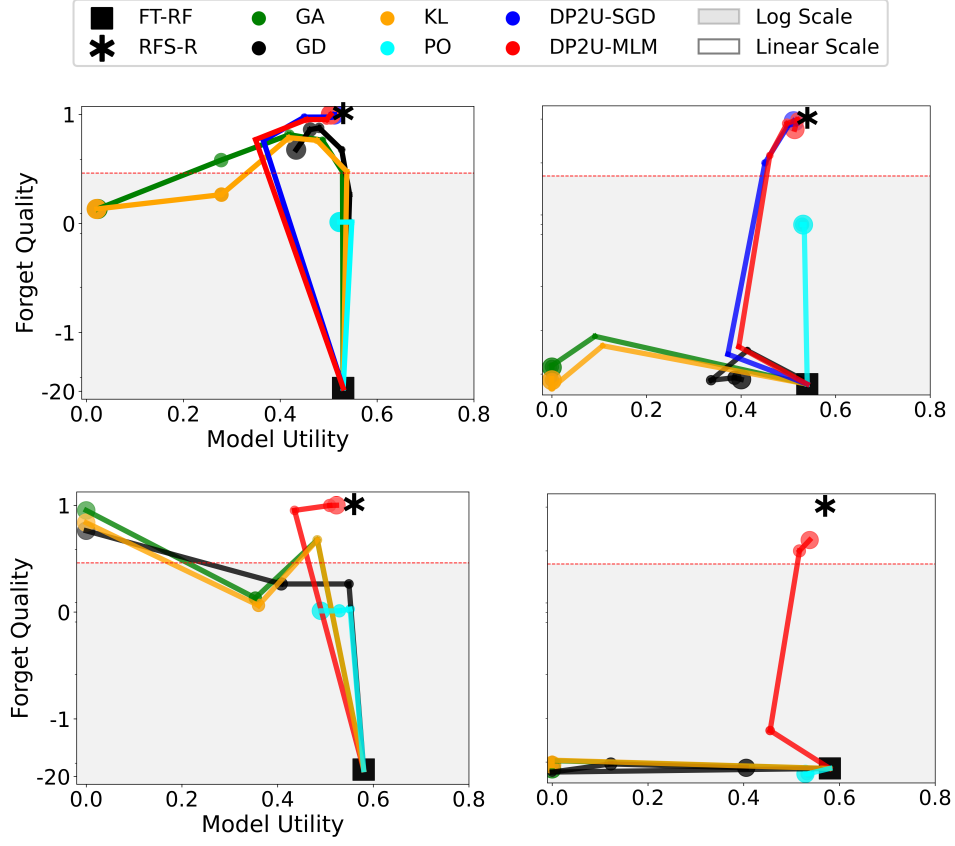 FT-RF GA KL DP2U-SGD Log Scale
RFS-R GD PO DP2U-MLM Linear Scale
1
0
-1
-20
Forget Quality
0.0 0.2 0.4 0.6 0.8
Model Utility
0.0 0.2 0.4 0.6 0.8
1
0
-1
-20
Forget Quality
0.0 0.2 0.4 0.6 0.8
Model Utility
0.0 0.2 0.4 0.6 0.8